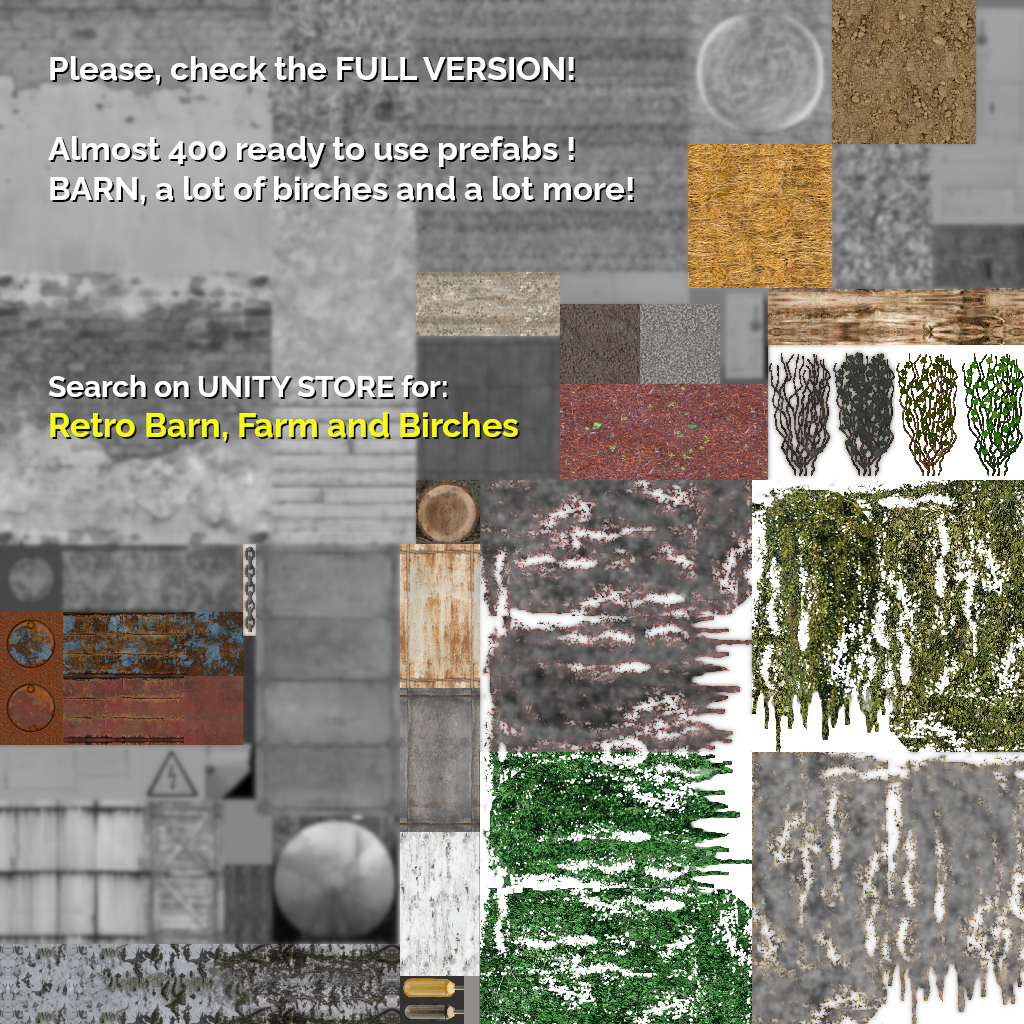 Please, check the FULL VERSION!
Almost 400 ready to use prefabs !
BARN, a lot of birches and a lot more!
Search on UNITY STORE for:
Retro Barn, Farm and Birches